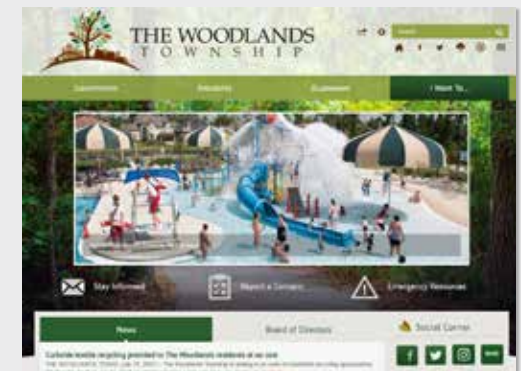 THE WOODLANDS
TOWNSHIP
Search
Residents
Businesses
I Want To...
Stay Informed
Report a Concern
Emergency Resources
News
Board of Directors
Social Corner
Curbside textile recycling provided to The Woodlands residents at no cost